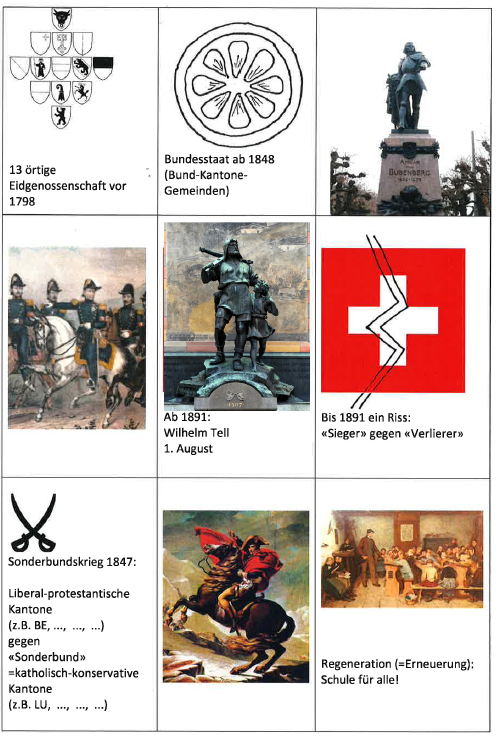 13 örtige
Eidgenossenschaft vor
1798
Bundesstaat ab 1848
(Bund-Kantone-
Gemeinden)
BUBENBERG
Ab 1891:
Wilhelm Tell
1. August
Bis 1891 ein Riss:
«Sieger» gegen «Verlierer»
Sonderbundskrieg 1847:
Liberal-protestantische
Kantone
(z.B. BE, ..., ..., ...)
gegen
«Sonderbund»
=katholisch-konservative
Kantone
(z.B. LU, ..., ..., ...)
Regeneration (=Erneuerung):
Schule für alle!